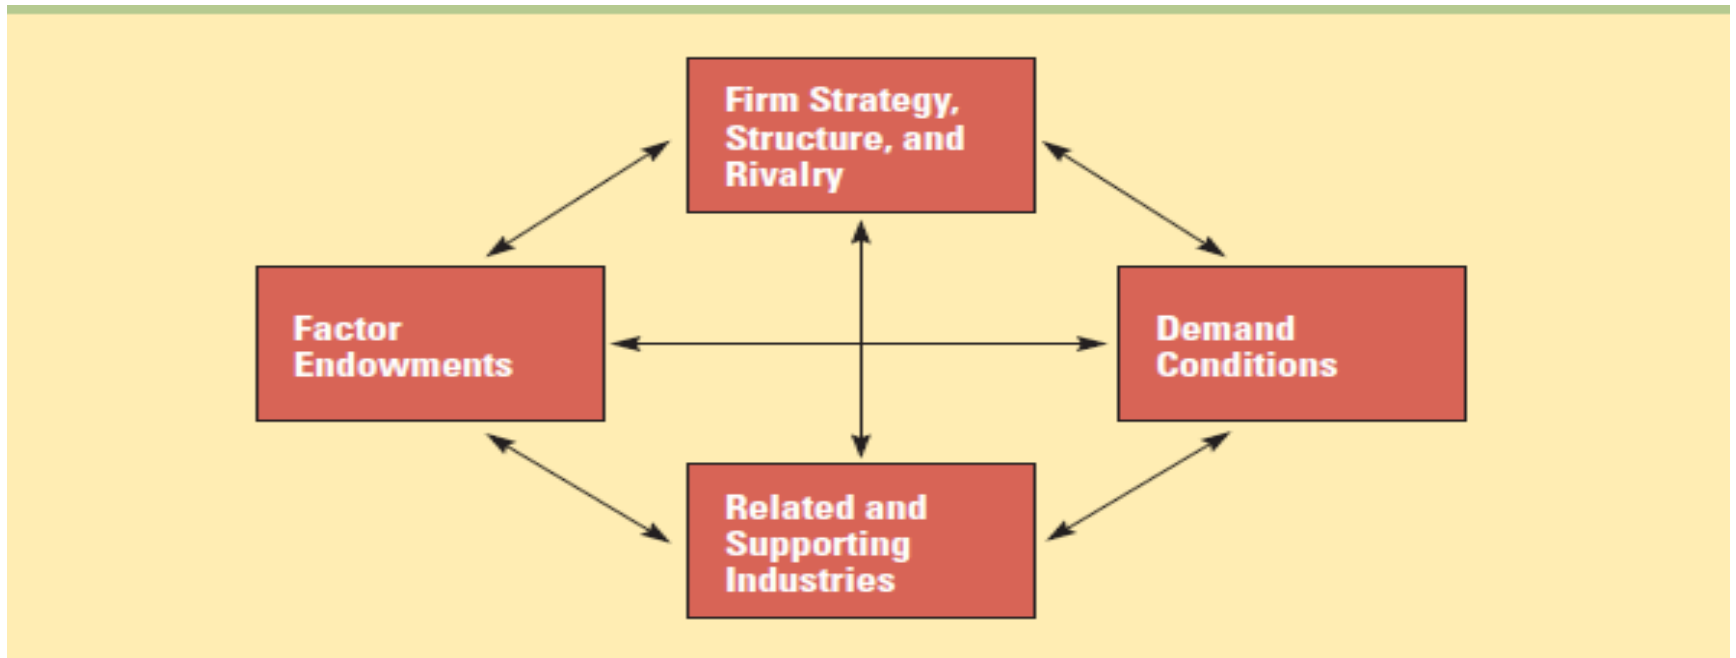 Firm Strategy,
Structure, and
Rivalry
Factor
Endowments
Demand
Conditions
Related and
Supporting
Industries